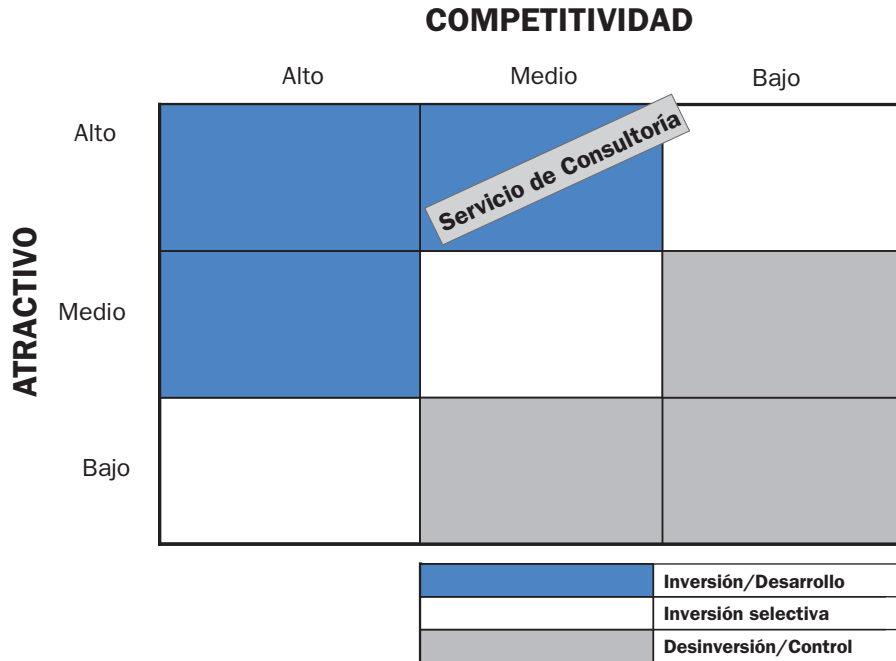 COMPETITIVIDAD
Alto Medio Bajo
Alto
Servicio de Consultoría
ATRACTIVO
Medio
Bajo
Inversión/Desarrollo
Inversión selectiva
Desinversión/Control